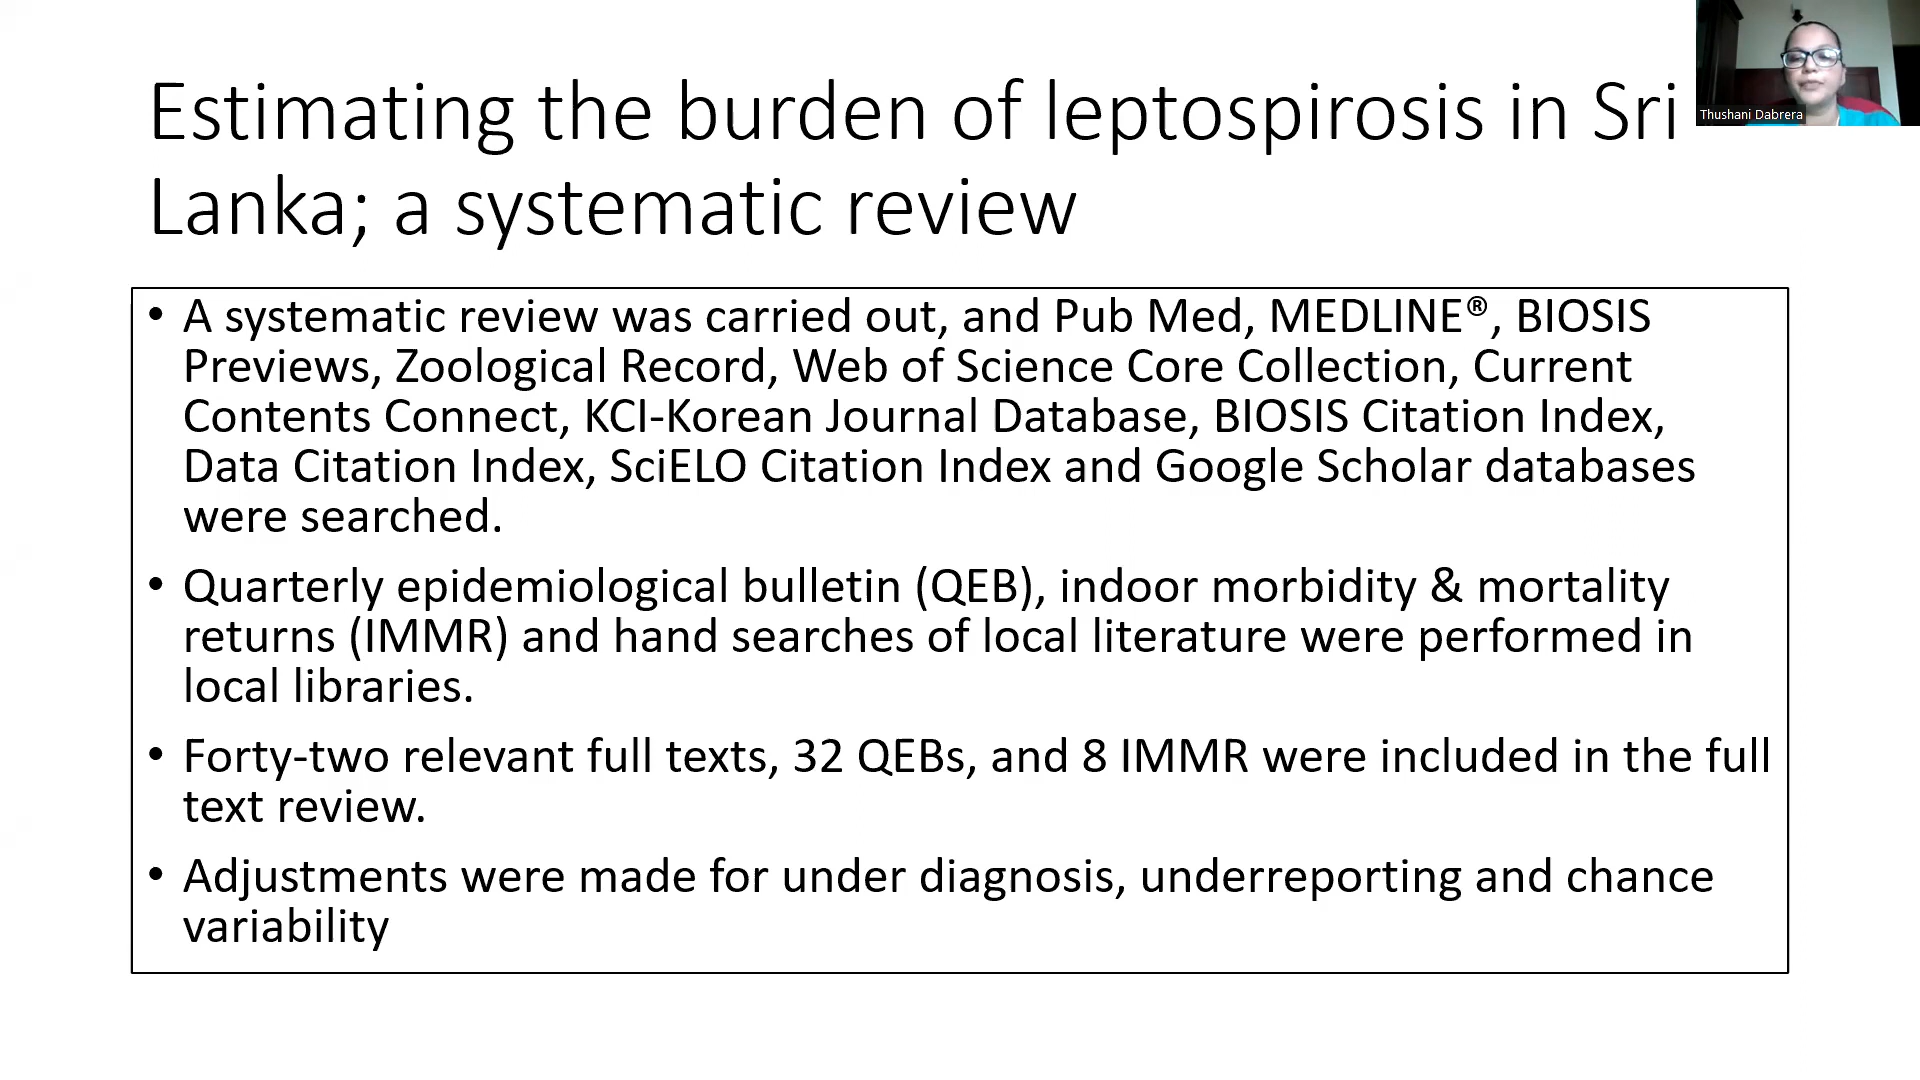 Estimating the burden of leptospirosis in Sri
Lanka; a systematic review
Thushani Dabrera
• A systematic review was carried out, and Pub Med, MEDLINE®, BIOSIS
Previews, Zoological Record, Web of Science Core Collection, Current
Contents Connect, KCI-Korean Journal Database, BIOSIS Citation Index,
Data Citation Index, SciELO Citation Index and Google Scholar databases
were searched.
• Quarterly epidemiological bulletin (QEB), indoor morbidity & mortality
returns (IMMR) and hand searches of local literature were performed in
local libraries.
• Forty-two relevant full texts, 32 QEBs, and 8 IMMR were included in the full
text review.
• Adjustments were made for under diagnosis, underreporting and chance
variability